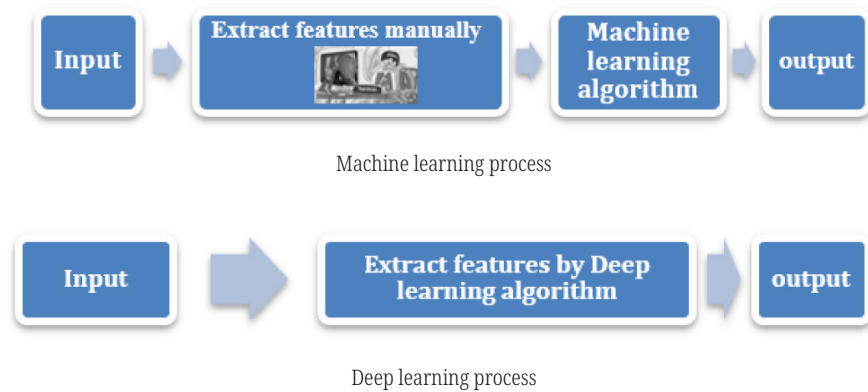 Input
Extract features manually
Machine
learning
algorithm
output
Machine learning process
Input
Extract features by Deep
learning algorithm
output
Deep learning process